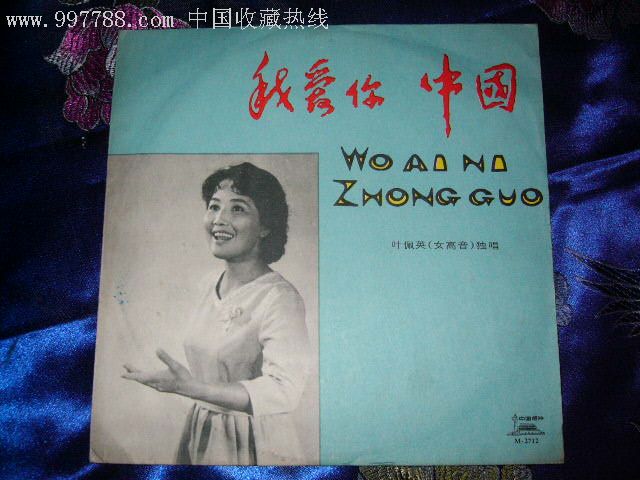 www.997788.com 中国收藏热线
我爱你 中國
WO AI NI
ZHONG GUO
叶佩英(女高音)独唱
中国唱片
M-2712